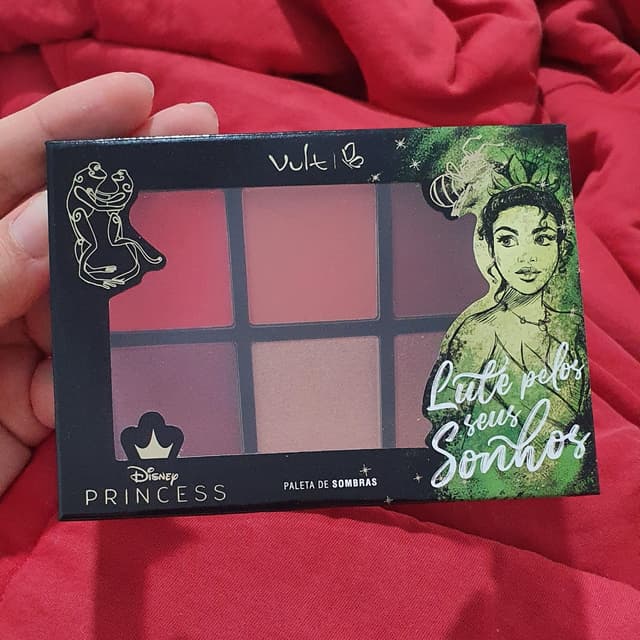 Vult
Lute pelos
seus
Sonhos
Disney
PRINCESS
PALETA DE SOMBRAS